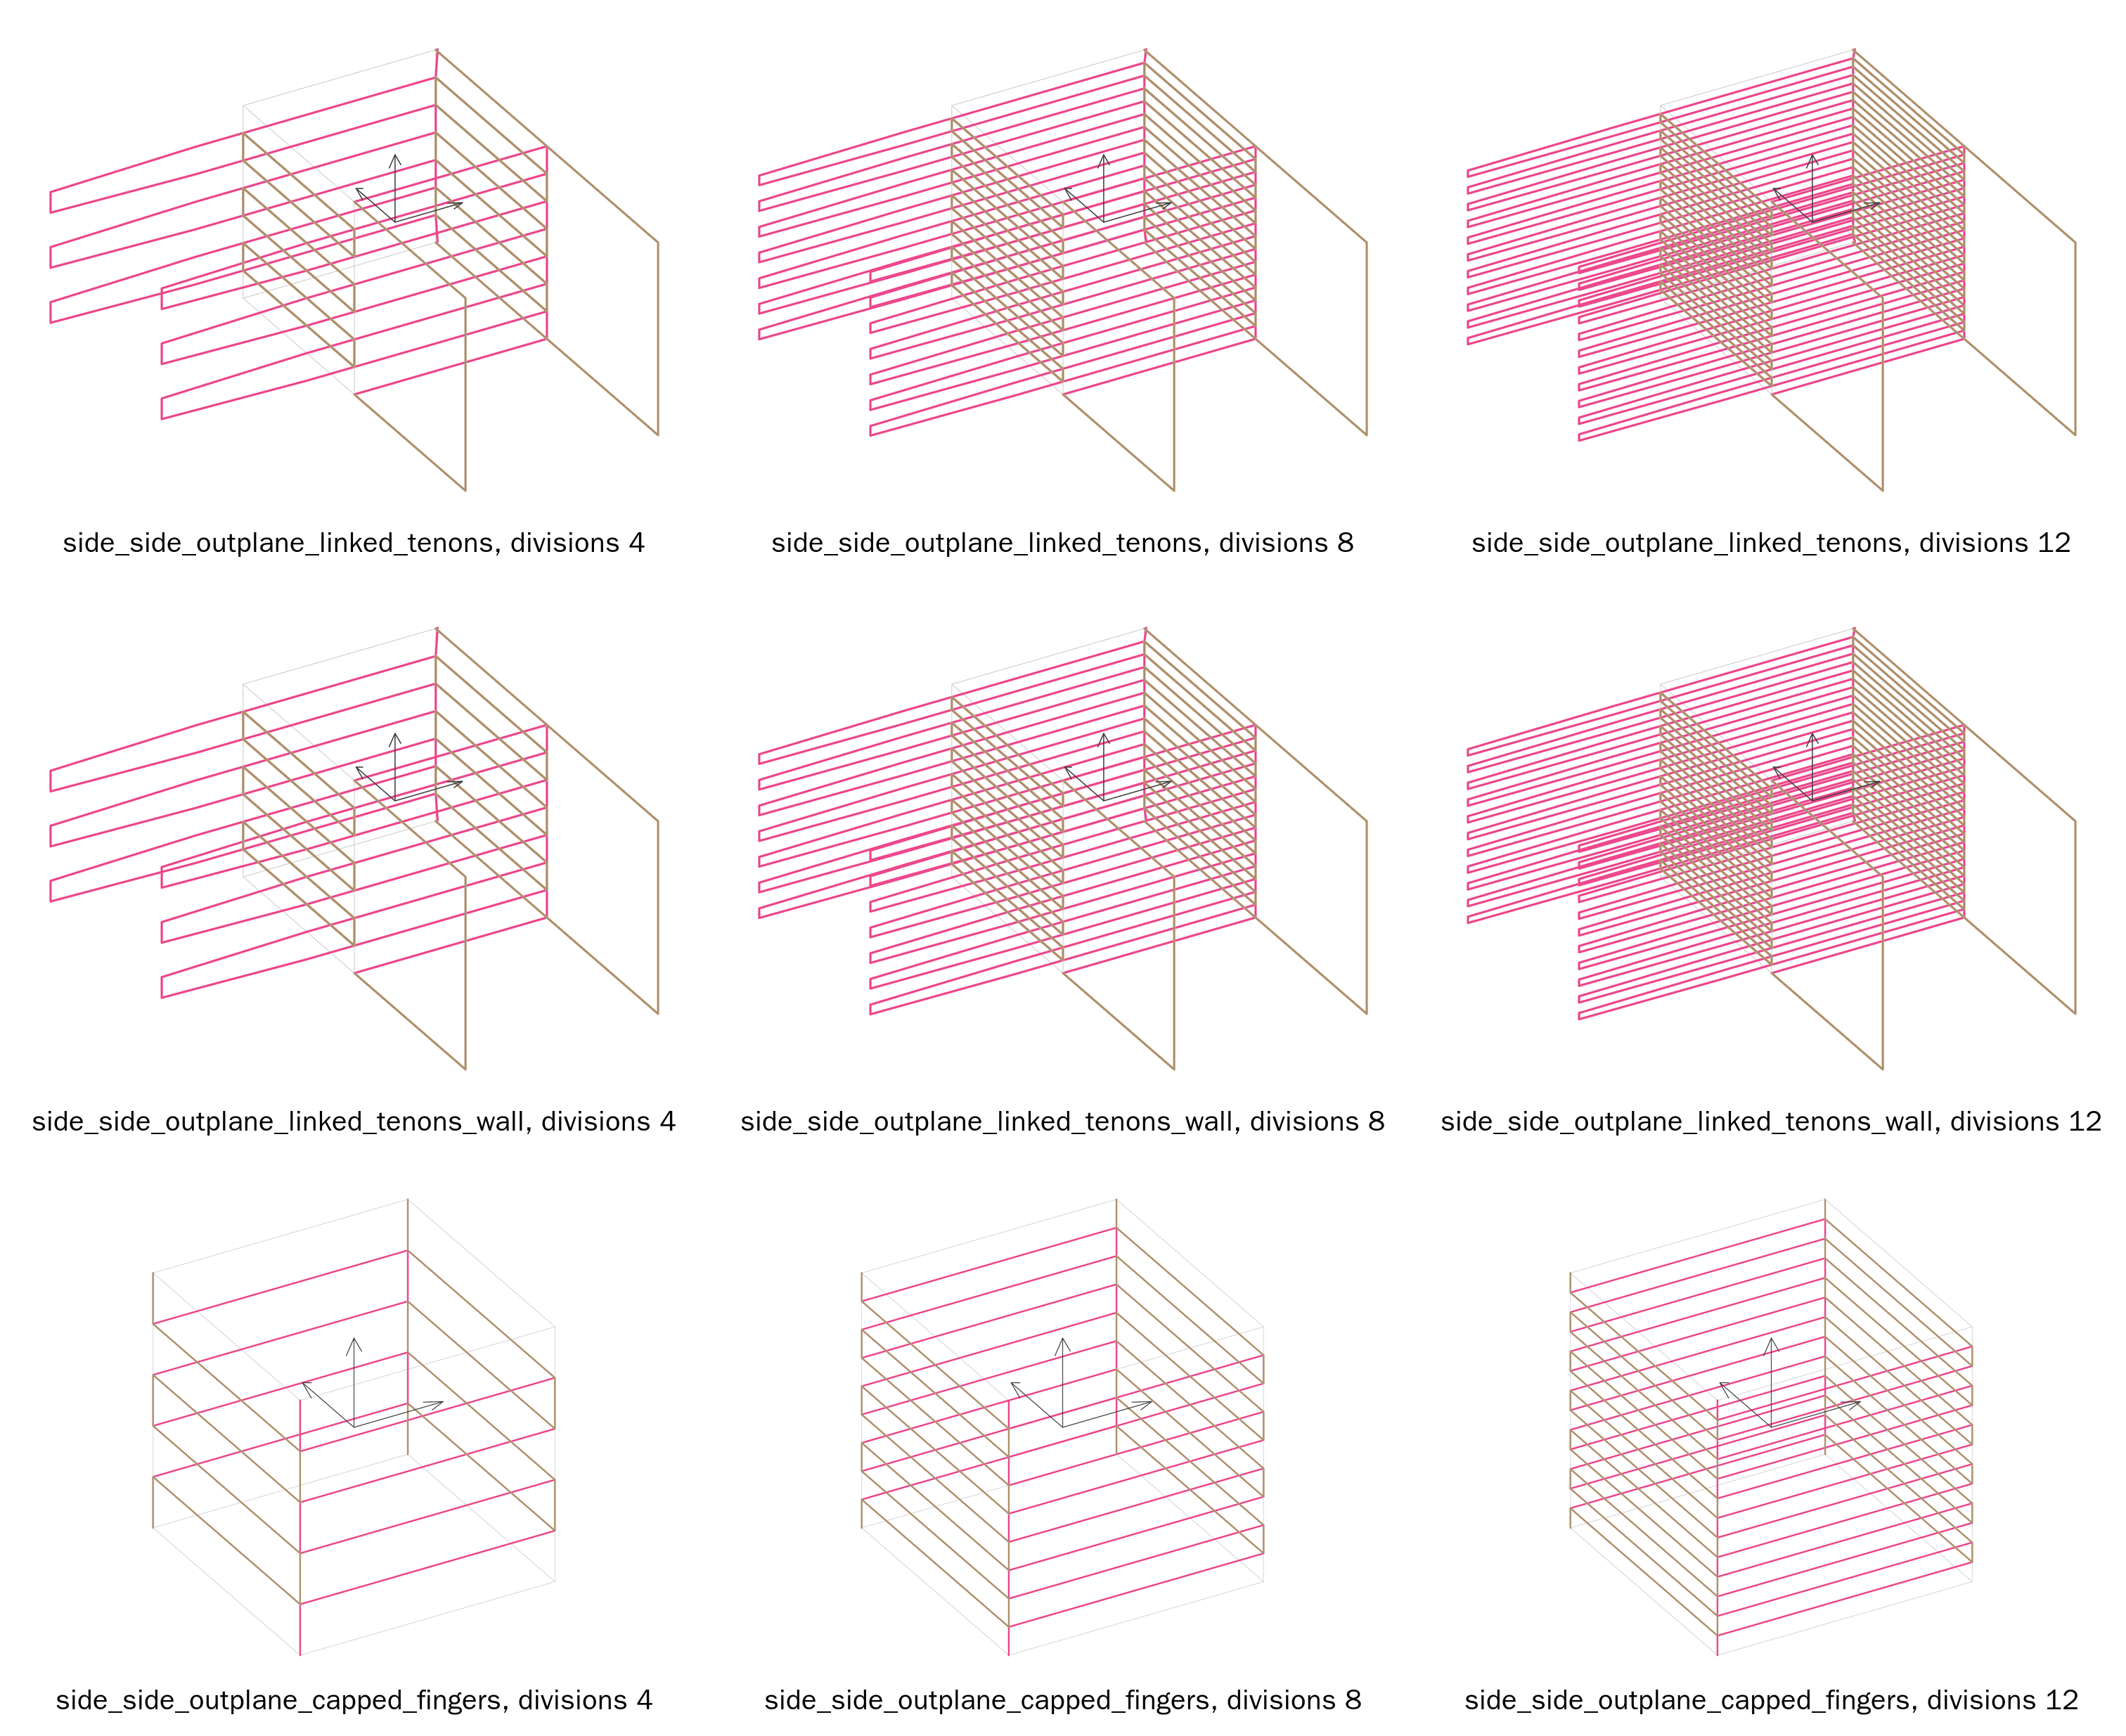 side_side_outplane_linked_tenons, divisions 4
side_side_outplane_linked_tenons, divisions 8
side_side_outplane_linked_tenons, divisions 12
side_side_outplane_linked_tenons_wall, divisions 4
side_side_outplane_linked_tenons_wall, divisions 8
side_side_outplane_linked_tenons_wall, divisions 12
side_side_outplane_capped_fingers, divisions 4
side_side_outplane_capped_fingers, divisions 8
side_side_outplane_capped_fingers, divisions 12